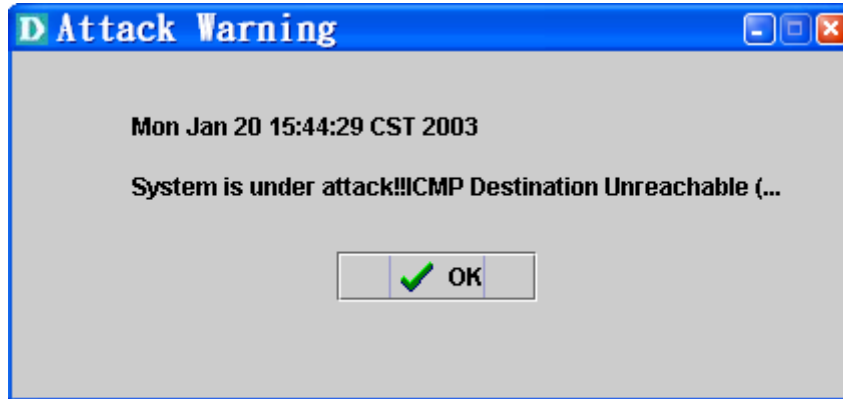 D Attack Warning
Mon Jan 20 15:44:29 CST 2003
System is under attack!!ICMP Destination Unreachable (...
OK